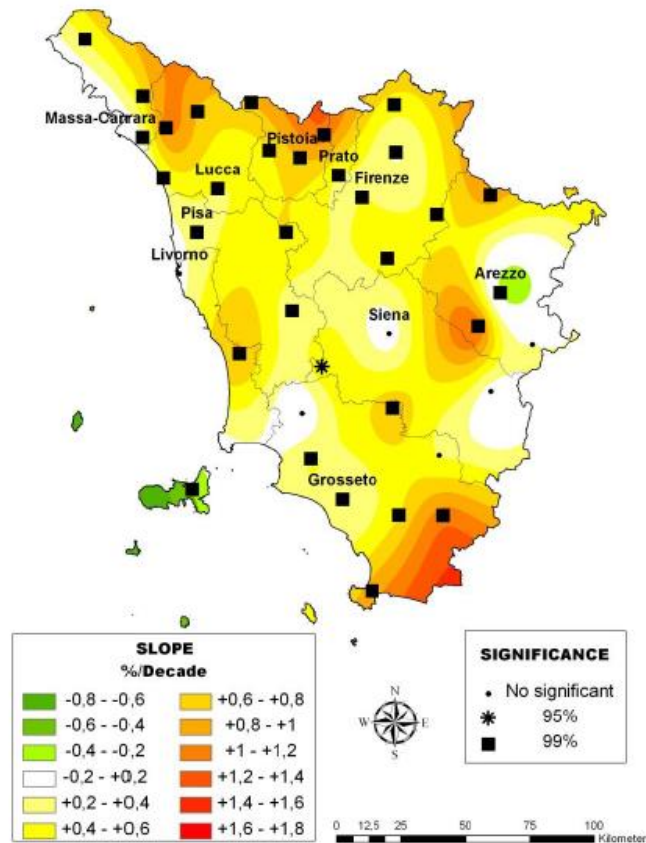 Massa-Carrara
Pistoia
Prato
Lucca
Firenze
Pisa
Livorno
Arezzo
Siena
Grosseto
SLOPE
%/Decade
-0,8 - -0,6
-0,6 - -0,4
-0,4 - -0,2
-0,2 - +0,2
+0,2 - +0,4
+0,4 - +0,6
+0,6 - +0,8
+0,8 - +1
+1 - +1,2
+1,2 - +1,4
+1,4 - +1,6
+1,6 - +1,8
N
W E
S
SIGNIFICANCE
No significant
95%
99%
0 12.5 25 50 75 100
Kilometer